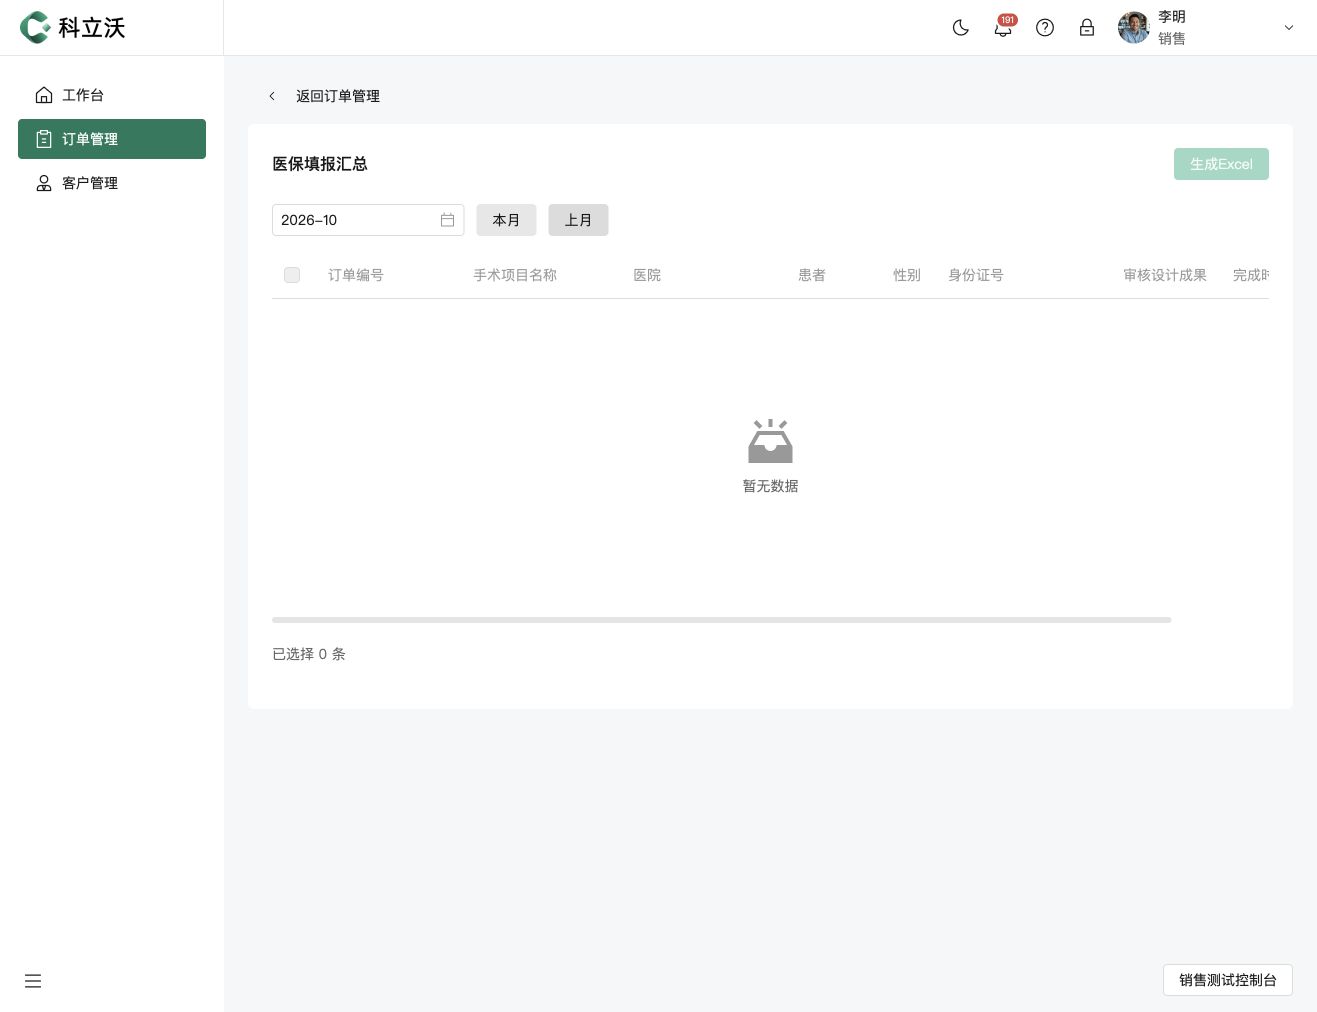 科立沃
191
李明
销售
工作台
订单管理
客户管理
返回订单管理
医保填报汇总
生成Excel
2026-10
本月
上月
订单编号 手术项目名称 医院 患者 性别 身份证号 审核设计成果 完成时
暂无数据
已选择 0 条
销售测试控制台